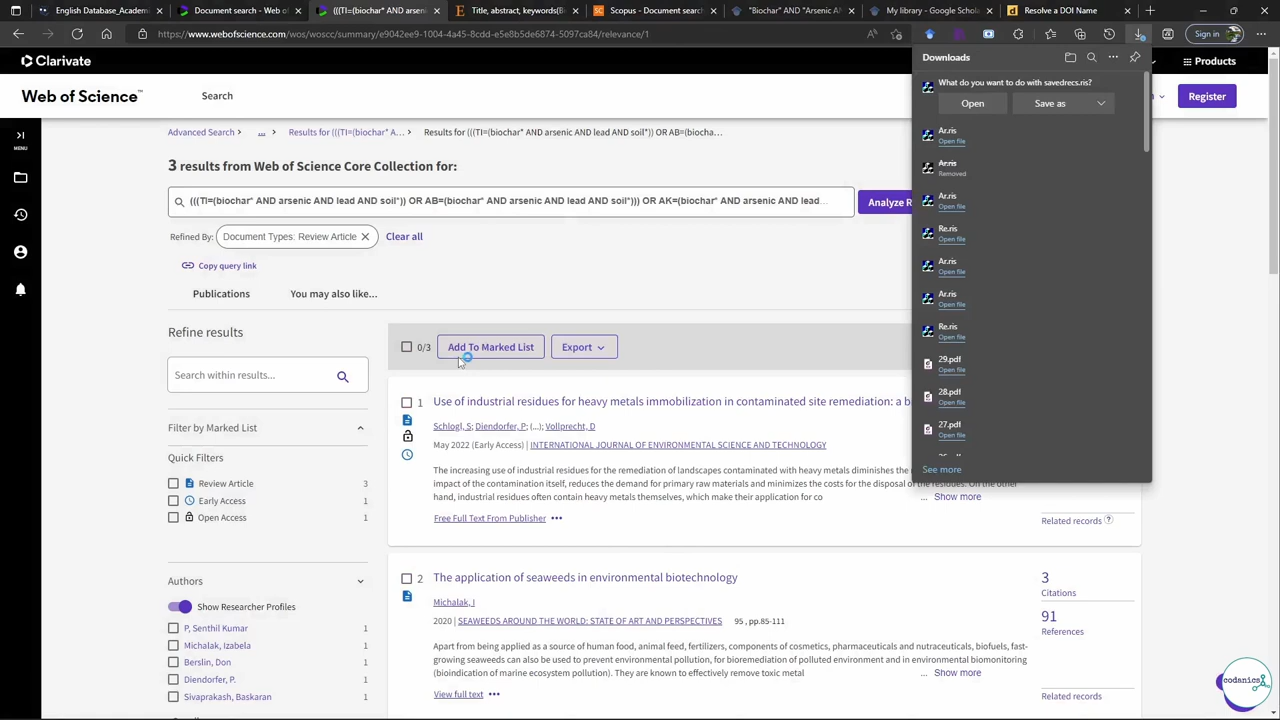 English Database
Document search - Web of
(((TI=(biochar* AND arsenic
Title, abstract, keywords(Bio
Scopus - Document search
"Biochar" AND "Arsenic
My library - Google Schola
Resolve a DOI Name
https://www.webofscience.com/wos/woscc/summary/e9042ee9-1004-4a45-8cdd-e5e8b5de6874-5097ca84/relevance/1
Sign in
Clarivate
Products
Web of Science™
Search
Register
MENU
Advanced Search > ... > Results for (((TI=(biochar* A... > Results for (((TI=(biochar* AND arsenic and lead AND soil*)) OR AB=(biocha...
3 results from Web of Science Core Collection for:
(((TI=(biochar* AND arsenic AND lead AND soil*)) OR AB=(biochar* AND arsenic AND lead AND soil*))) OR AK=(biochar* AND arsenic AND lead...
Analyze R
Refined By:
Document Types: Review Article
Clear all
Copy query link
Publications
You may also like...
Refine results
Search within results...
Filter by Marked List
Quick Filters
Review Article 3
Early Access 1
Open Access 1
Authors
Show Researcher Profiles
P, Senthil Kumar 1
Michalak, Izabela 1
Berslin, Don 1
Diendorfer, P. 1
Sivaprakash, Baskaran 1
0/3
Add To Marked List
Export
1
Use of industrial residues for heavy metals immobilization in contaminated site remediation: a b
Schlogl, S; Diendorfer, P; (...); Vollprecht, D
May 2022 (Early Access) | INTERNATIONAL JOURNAL OF ENVIRONMENTAL SCIENCE AND TECHNOLOGY
The increasing use of industrial residues for the remediation of landscapes contaminated with heavy metals diminishes the
impact of the contamination itself, reduces the demand for primary raw materials and minimizes the costs for the disposal of the residues. On the other
hand, industrial residues often contain heavy metals themselves, which make their application for co
... Show more
Free Full Text From Publisher •••
Related records ?
2
The application of seaweeds in environmental biotechnology
Michalak, I
2020 | SEAWEEDS AROUND THE WORLD: STATE OF ART AND PERSPECTIVES 95 , pp.85-111
Apart from being applied as a source of human food, animal feed, fertilizers, components of cosmetics, pharmaceuticals and nutraceuticals, biofuels, fast-
growing seaweeds can also be used to prevent environmental pollution, for bioremediation of polluted environment and in environmental biomonitoring
(bioindication of marine ecosystem pollution). They are known to effectively remove toxic metal
... Show more
View full text •••
3
Citations
91
References
Related records
Downloads
What do you want to do with savedrecs.ris?
Open
Save as
Ar.ris
Open file
Ar.ris
Removed
Ar.ris
Open file
Re.ris
Open file
Ar.ris
Open file
Ar.ris
Open file
Re.ris
Open file
29.pdf
Open file
28.pdf
Open file
27.pdf
Open file
See more
codanics